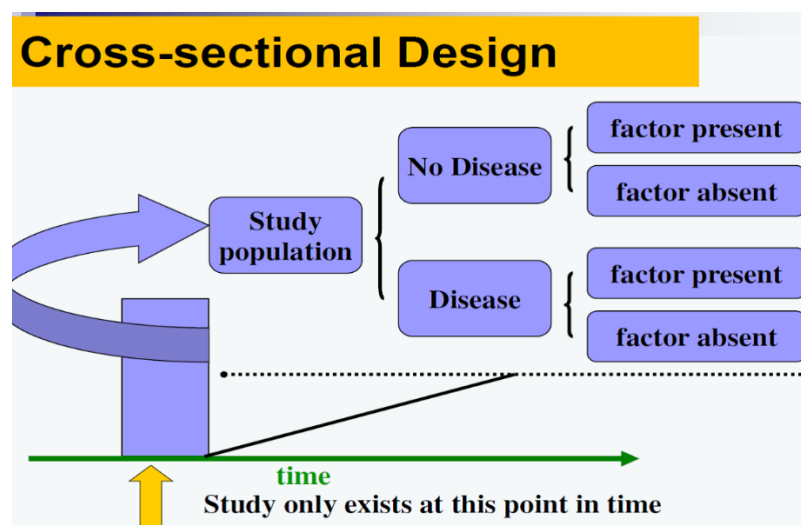 Cross-sectional Design
factor present
No Disease
factor absent
Study
population
factor present
Disease
factor absent
time
Study only exists at this point in time